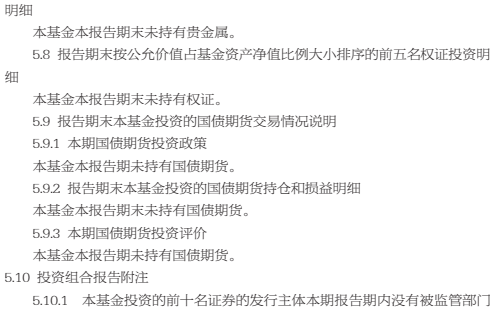 明细
本基金本报告期末未持有贵金属。
5.8 报告期末按公允价值占基金资产净值比例大小排序的前五名权证投资明
细
本基金本报告期末未持有权证。
5.9 报告期末本基金投资的国债期货交易情况说明
5.9.1 本期国债期货投资政策
本基金本报告期末未持有国债期货。
5.9.2 报告期末本基金投资的国债期货持仓和损益明细
本基金本报告期末未持有国债期货。
5.9.3 本期国债期货投资评价
本基金本报告期末未持有国债期货。
5.10 投资组合报告附注
5.10.1 本基金投资的前十名证券的发行主体本期报告期内没有被监管部门